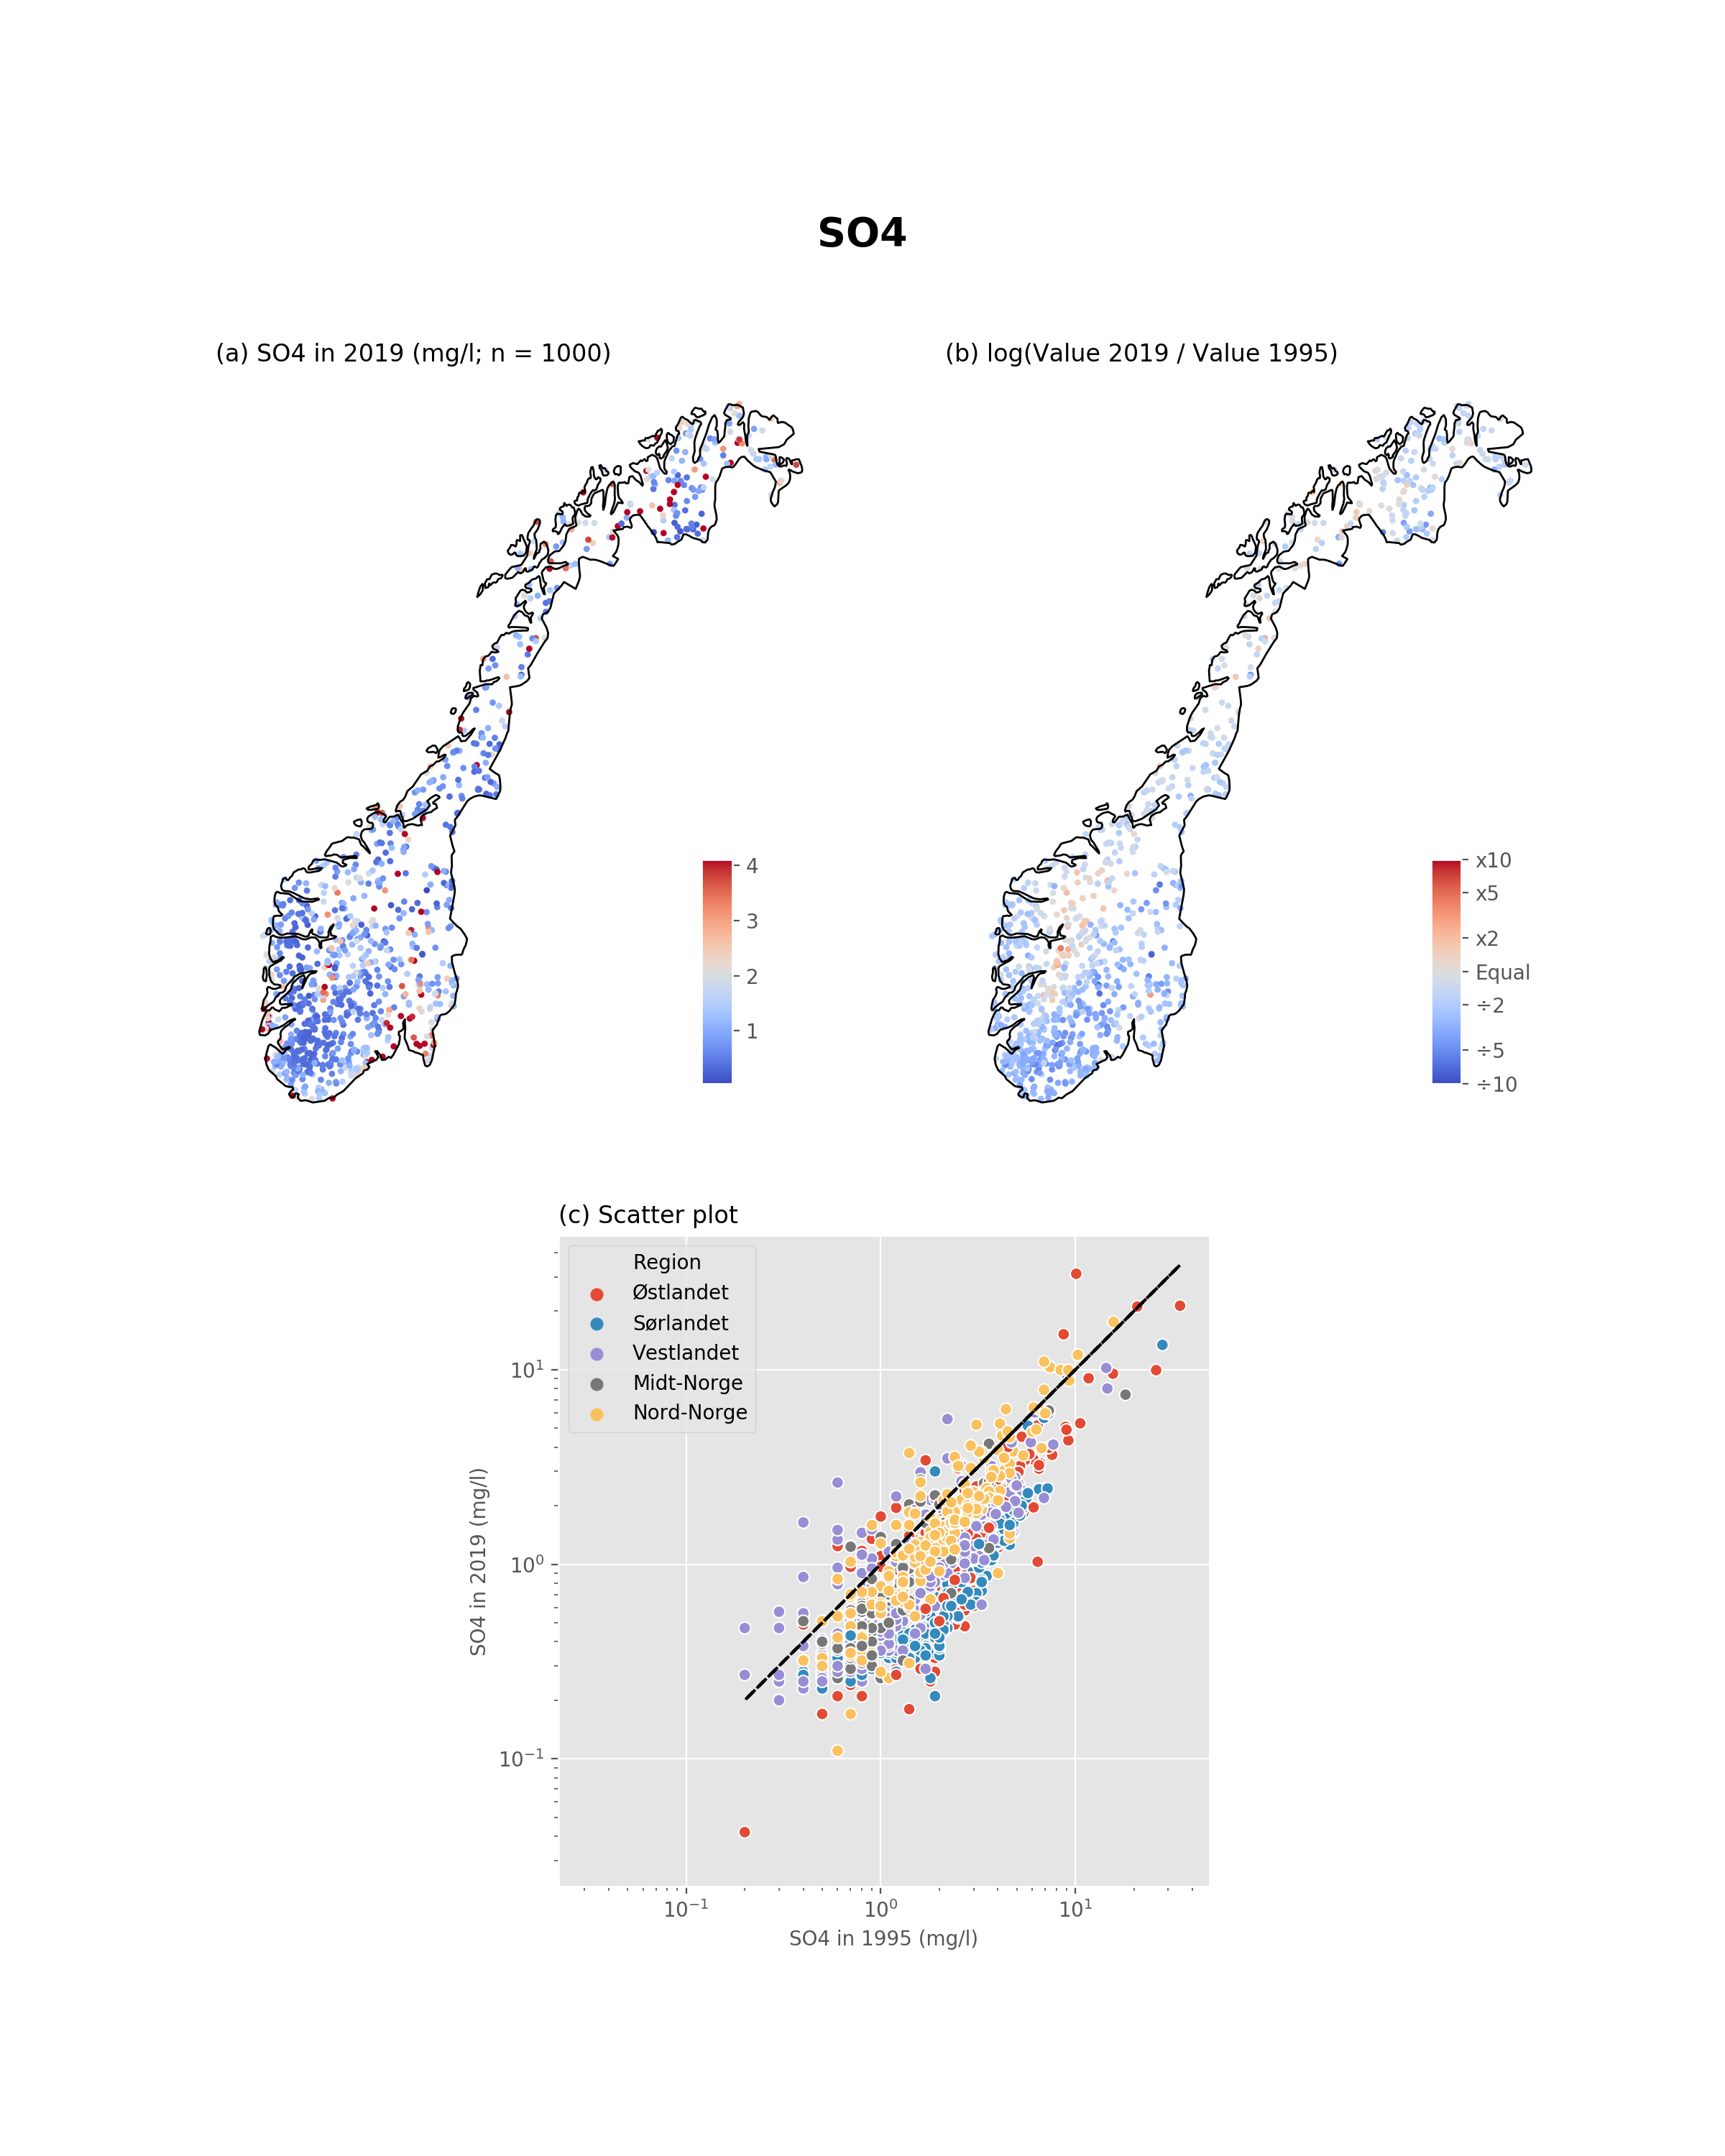 SO4
(a) SO4 in 2019 (mg/l; n = 1000)
4
3
2
1
(b) log(Value 2019 / Value 1995)
x10
x5
x2
Equal
÷2
÷5
÷10
(c) Scatter plot
Region
Østlandet
Sørlandet
Vestlandet
Midt-Norge
Nord-Norge
SO4 in 2019 (mg/l)
10¹
10⁰
10⁻¹
10⁻¹ 10⁰ 10¹
SO4 in 1995 (mg/l)